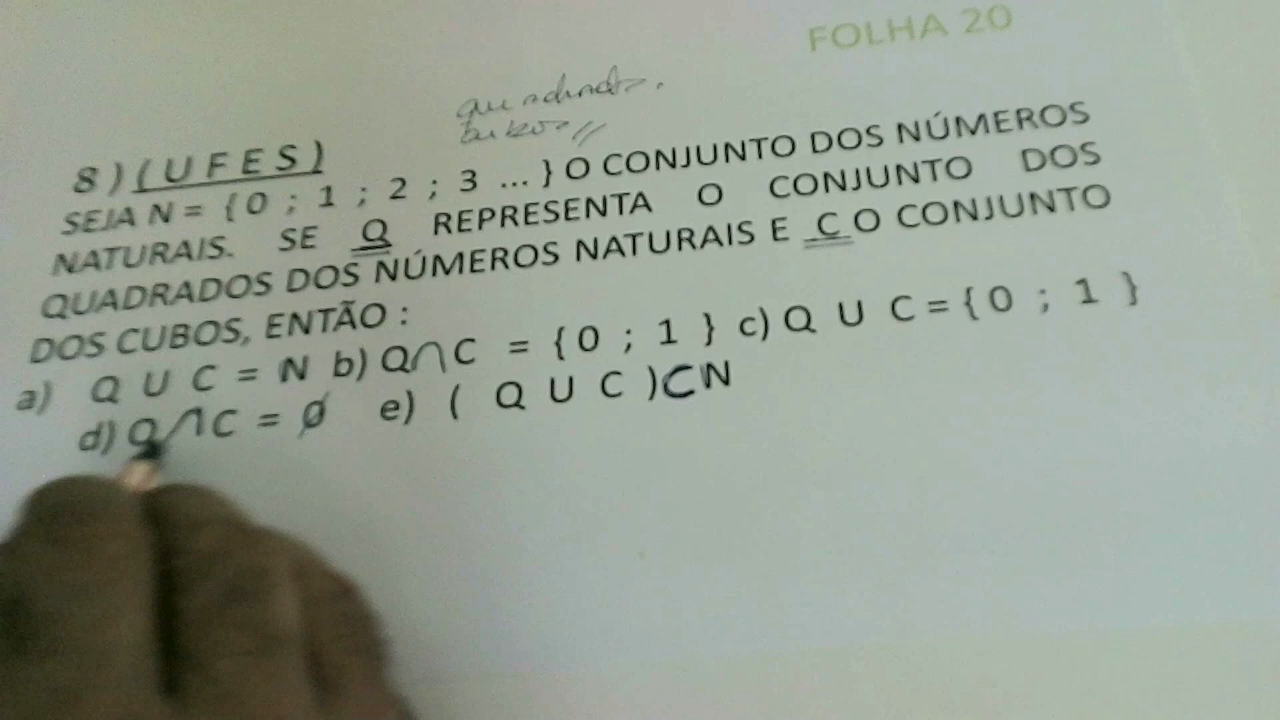 FOLHA 20
8 ) ( U F E S )
SEJA N = { 0 ; 1 ; 2 ; 3 ... } O CONJUNTO DOS NÚMEROS
NATURAIS. SE Q REPRESENTA O CONJUNTO DOS
QUADRADOS DOS NÚMEROS NATURAIS E C O CONJUNTO
DOS CUBOS, ENTÃO :
a) Q U C = N b) Q∩C = { 0 ; 1 } c) Q U C = { 0 ; 1 }
d) Q∩C = ∅ e) ( Q U C )⊂N